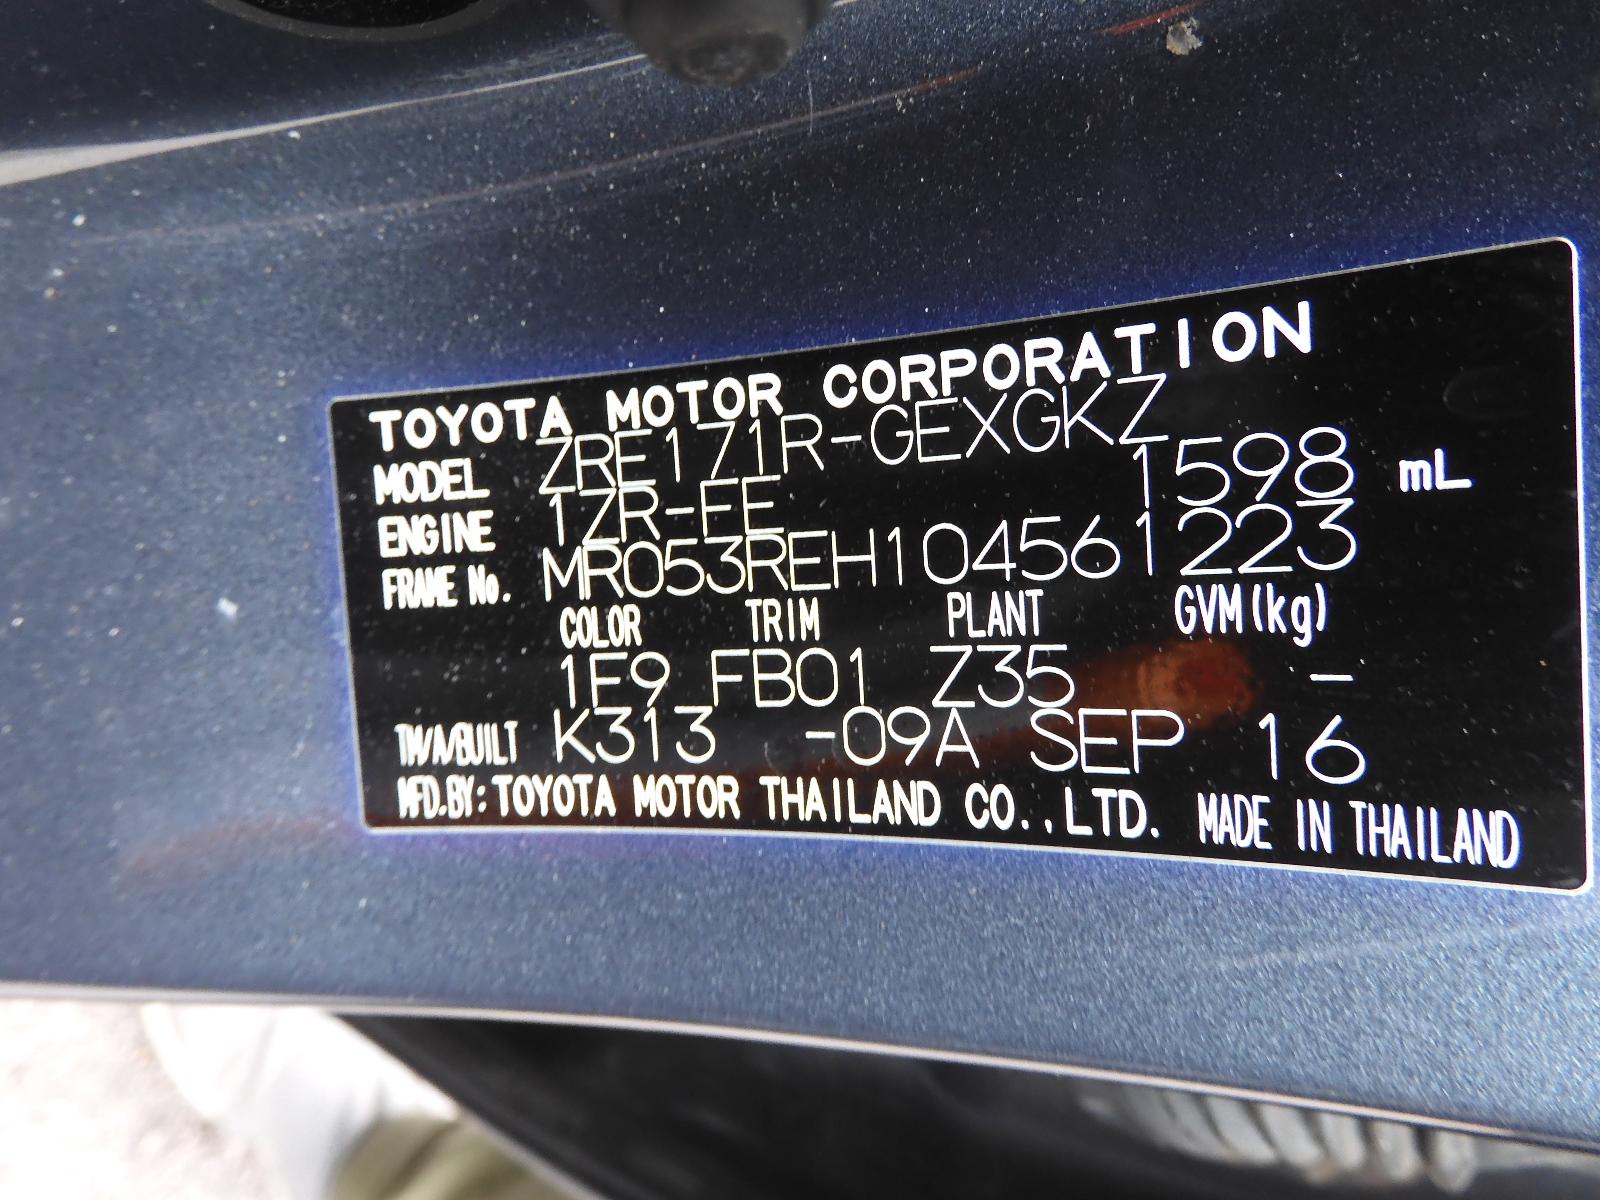 TOYOTA MOTOR CORPORATION
MODEL ZRE171R-GEXGKZ
ENGINE 1ZR-FE 1598 mL
FRAME No. MR053REH104561223
COLOR TRIM PLANT GVM(kg)
1F9 FB01 Z35 -
TM/A/BUILT K313 -09A SEP 16
MFD.BY:TOYOTA MOTOR THAILAND CO.,LTD. MADE IN THAILAND